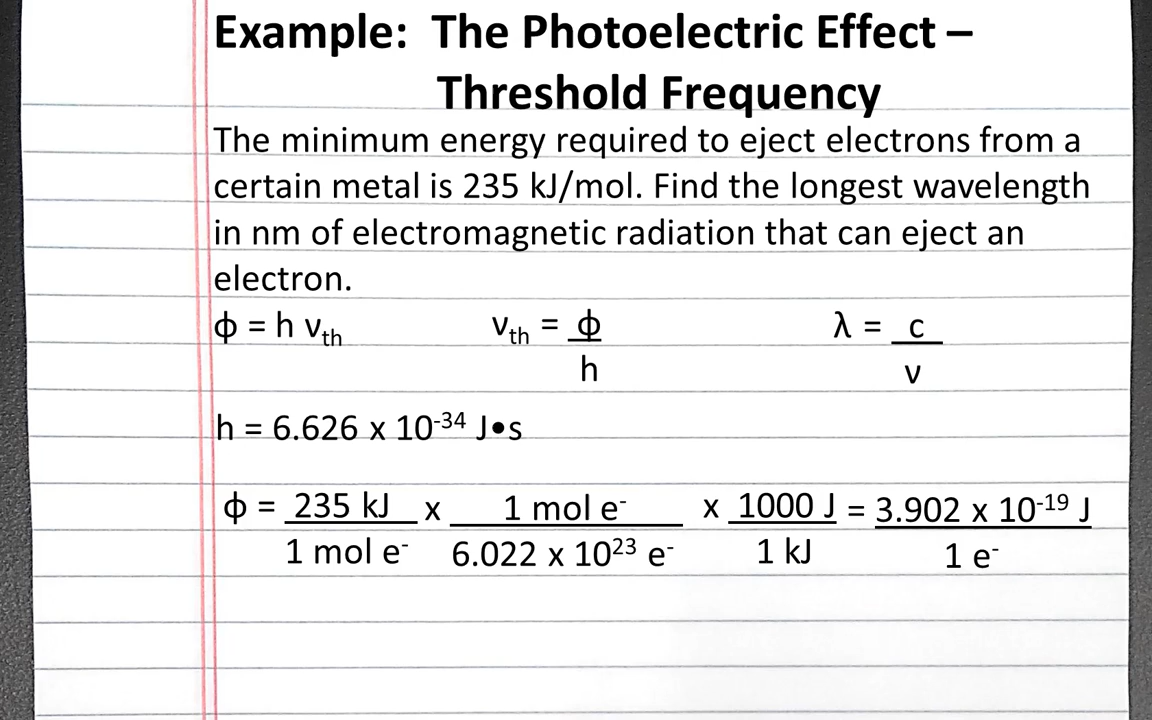 Example: The Photoelectric Effect –
Threshold Frequency
The minimum energy required to eject electrons from a
certain metal is 235 kJ/mol. Find the longest wavelength
in nm of electromagnetic radiation that can eject an
electron.
ϕ = h ν_th    ν_th = ϕ/h    λ = c/ν
h = 6.626 x 10⁻³⁴ J•s
ϕ = 235 kJ/1 mol e⁻ x 1 mol e⁻/6.022 x 10²³ e⁻ x 1000 J/1 kJ = 3.902 x 10⁻¹⁹ J/1 e⁻